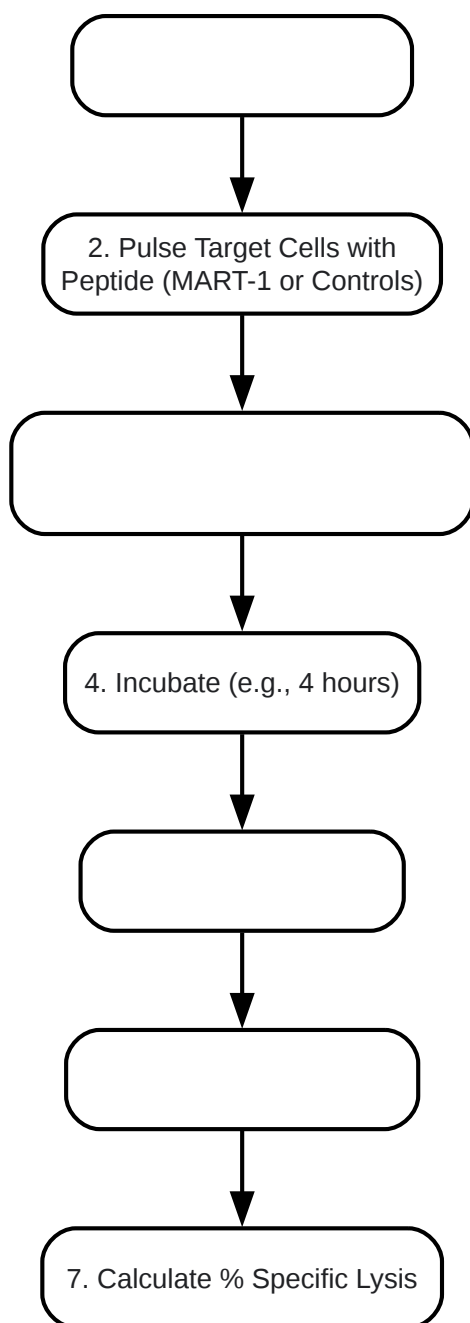 2. Pulse Target Cells with
Peptide (MART-1 or Controls)
4. Incubate (e.g., 4 hours)
7. Calculate % Specific Lysis